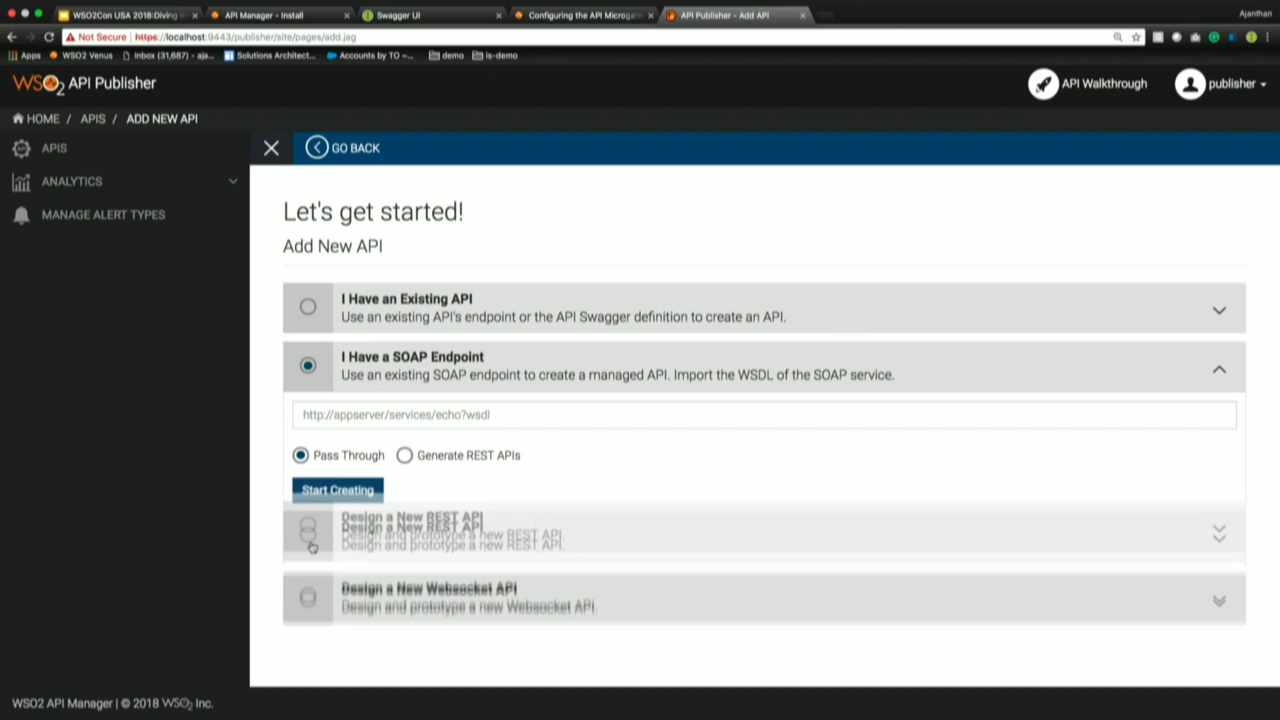 WSO2Con USA 2018:Diving i
API Manager - Install
Swagger UI
Configuring the API Microgate
API Publisher - Add API
Ajanthan
Not Secure https://localhost:9443/publisher/site/pages/add.jag
Apps
WSO2 Venus
Inbox (31,687) - aja...
Solutions Architect...
Accounts by TO –...
demo
is-demo
WSO2 API Publisher
API Walkthrough
publisher
HOME / APIS / ADD NEW API
APIS
GO BACK
ANALYTICS
MANAGE ALERT TYPES
Let's get started!
Add New API
I Have an Existing API
Use an existing API's endpoint or the API Swagger definition to create an API.
I Have a SOAP Endpoint
Use an existing SOAP endpoint to create a managed API. Import the WSDL of the SOAP service.
http://appserver/services/echo?wsdl
Pass Through
Generate REST APIs
Start Creating
Design a New REST API
Design and prototype a new REST API.
Design a New Websocket API
Design and prototype a new Websocket API.
WSO2 API Manager | © 2018 WSO2 Inc.